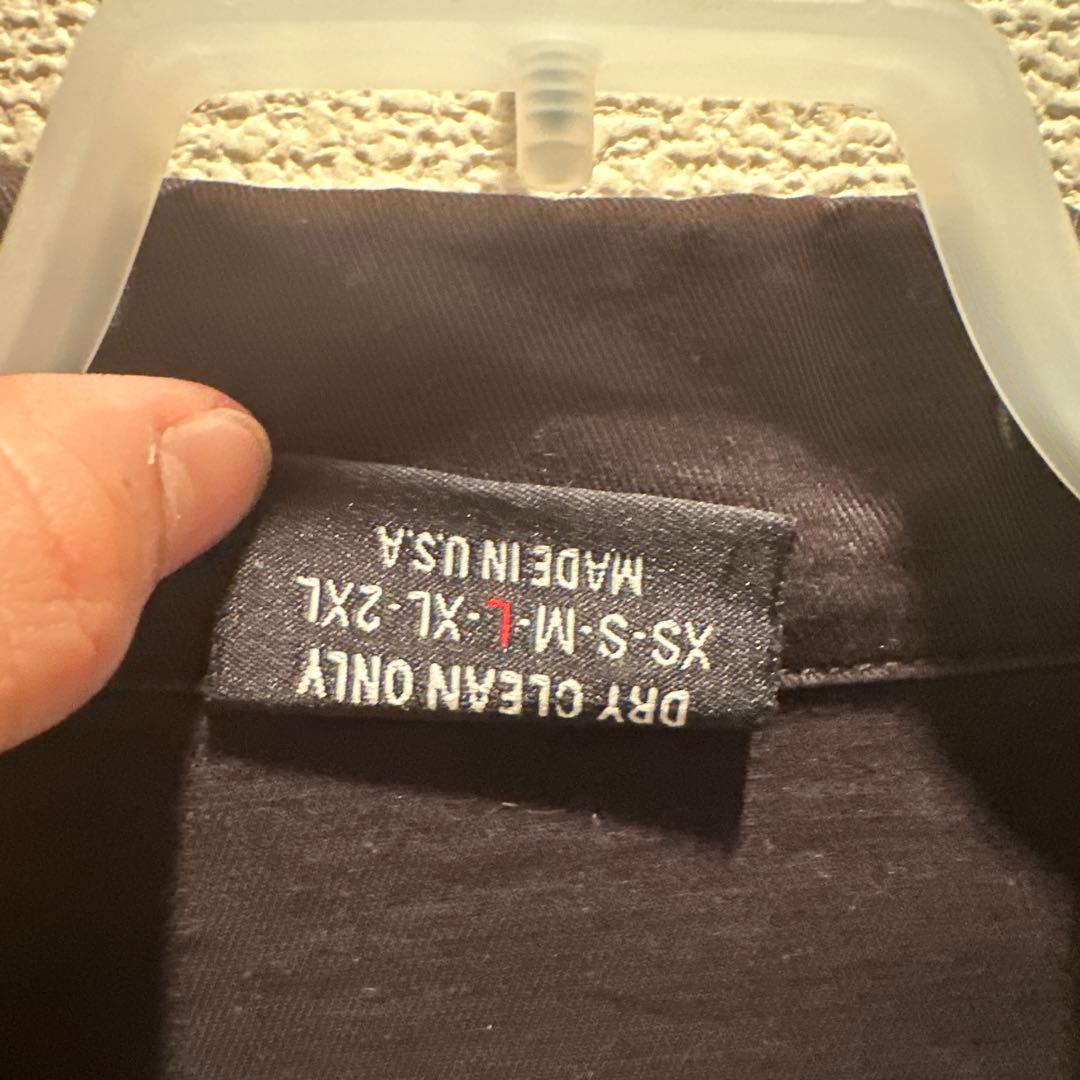 DRY CLEAN ONLY
XS-S-M-L-XL-2XL
MADE IN U.S.A